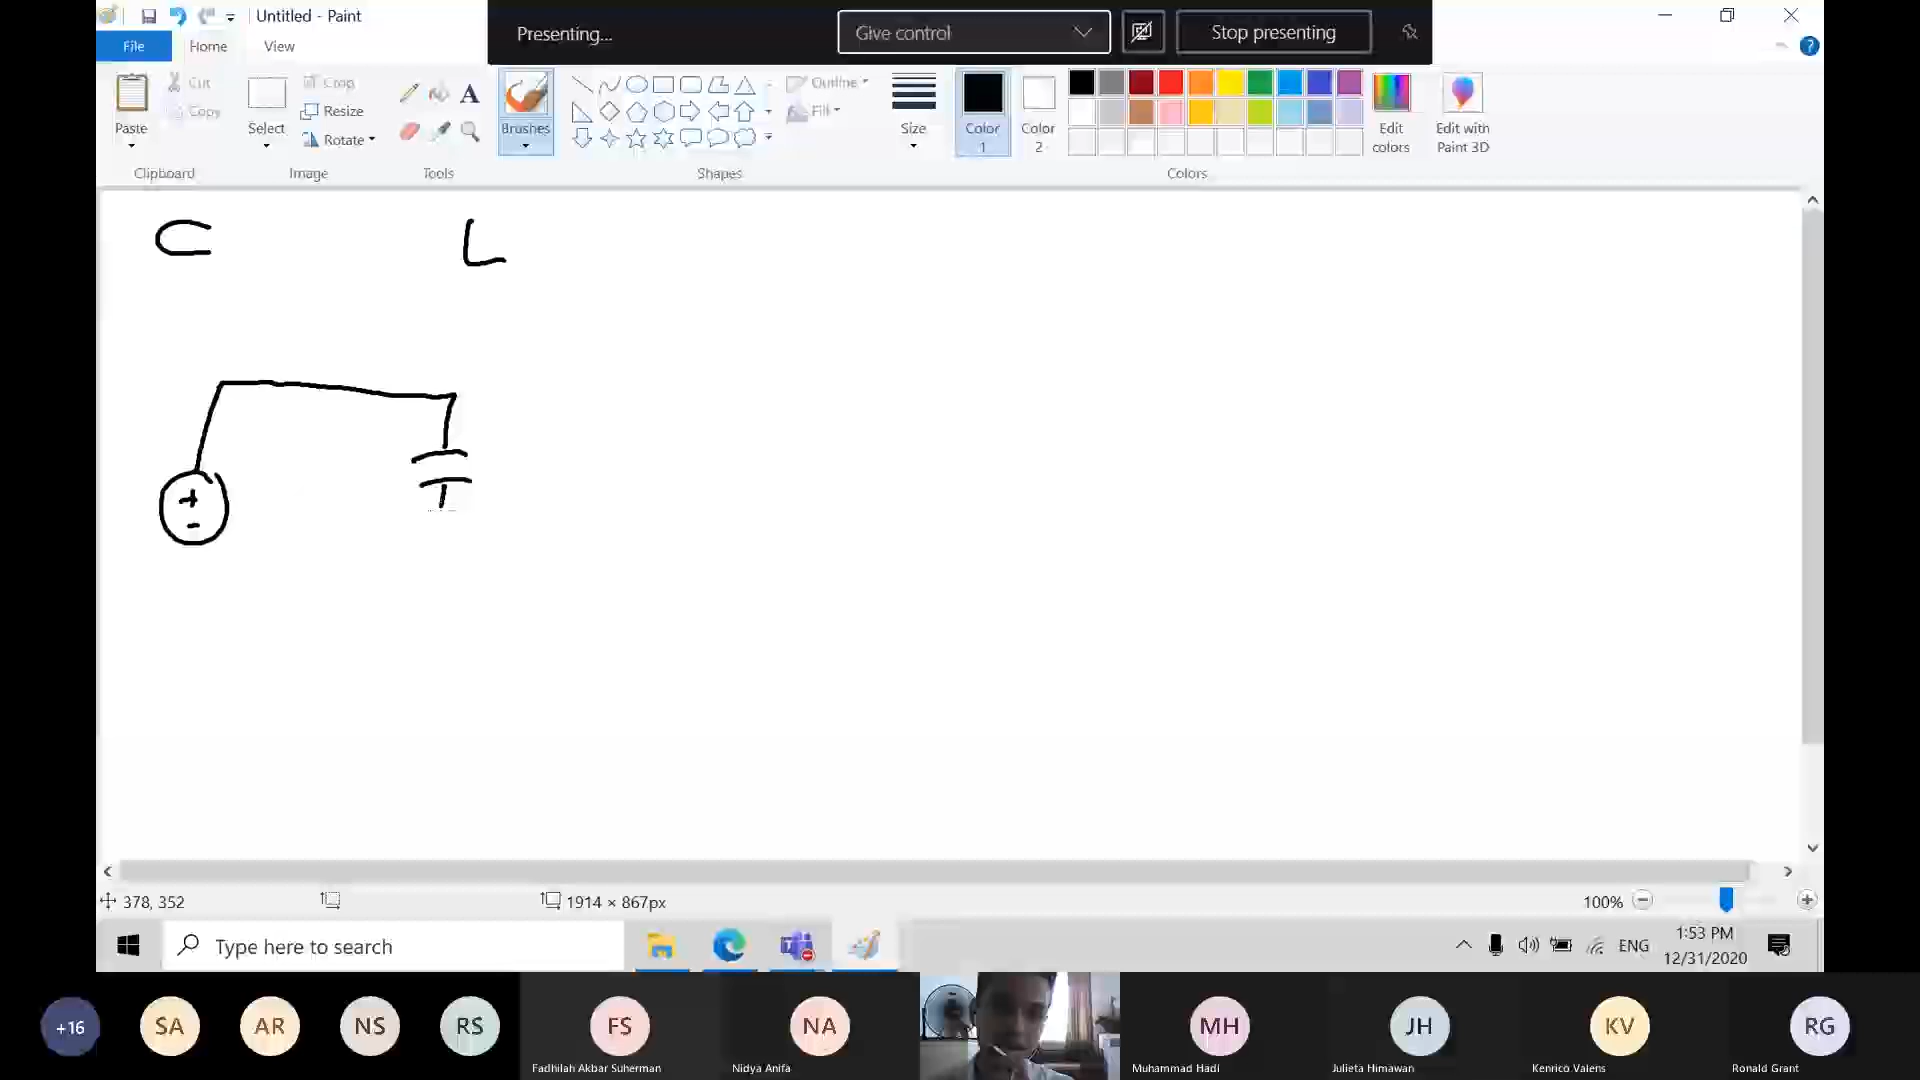 Untitled - Paint
Presenting...
Give control
Stop presenting
File
Home
View
Paste
Cut
Copy
Clipboard
Select
Crop
Resize
Rotate
Image
A
Tools
Brushes
Outline
Fill
Shapes
Size
Color
1
Color
2
Edit
colors
Edit with
Paint 3D
Colors
?
C
L
+
-
378, 352
1914 × 867px
100%
Type here to search
ENG
1:53 PM
12/31/2020
+16
SA
AR
NS
RS
FS
Fadhilah Akbar Suherman
NA
Nidya Anifa
MH
Muhammad Hadi
JH
Julieta Himawan
KV
Kenrico Valens
RG
Ronald Grant